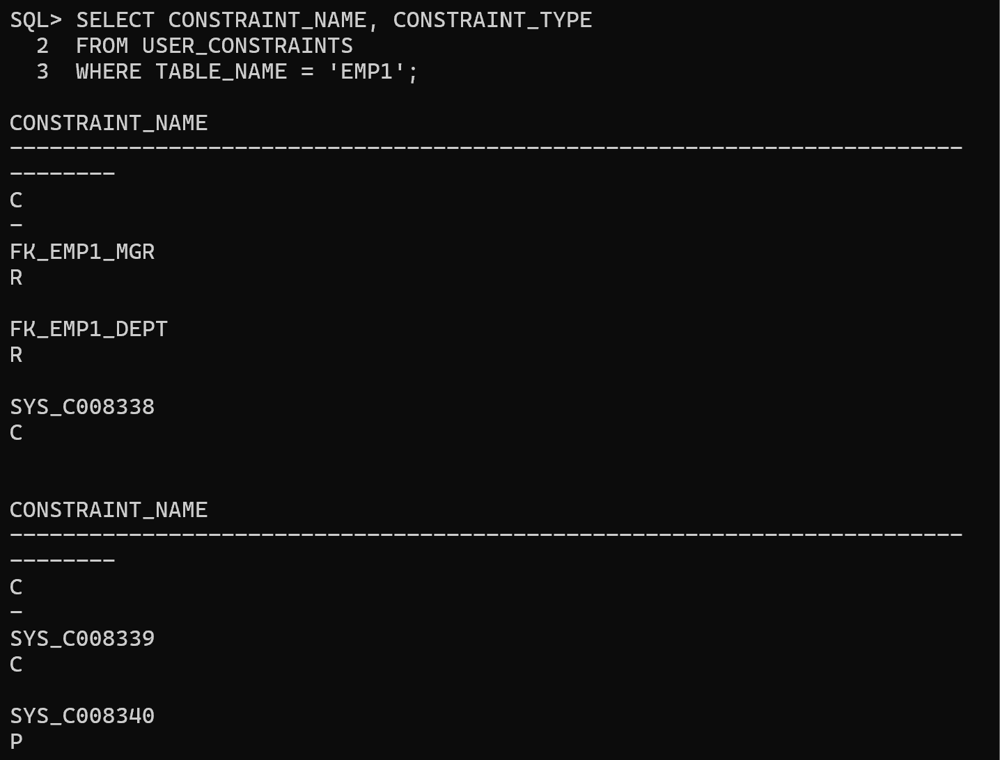 SQL> SELECT CONSTRAINT_NAME, CONSTRAINT_TYPE
  2  FROM USER_CONSTRAINTS
  3  WHERE TABLE_NAME = 'EMP1';

CONSTRAINT_NAME
------------------------------------------------------------------------
--------
C
-
FK_EMP1_MGR
R

FK_EMP1_DEPT
R

SYS_C008338
C


CONSTRAINT_NAME
------------------------------------------------------------------------
--------
C
-
SYS_C008339
C

SYS_C008340
P